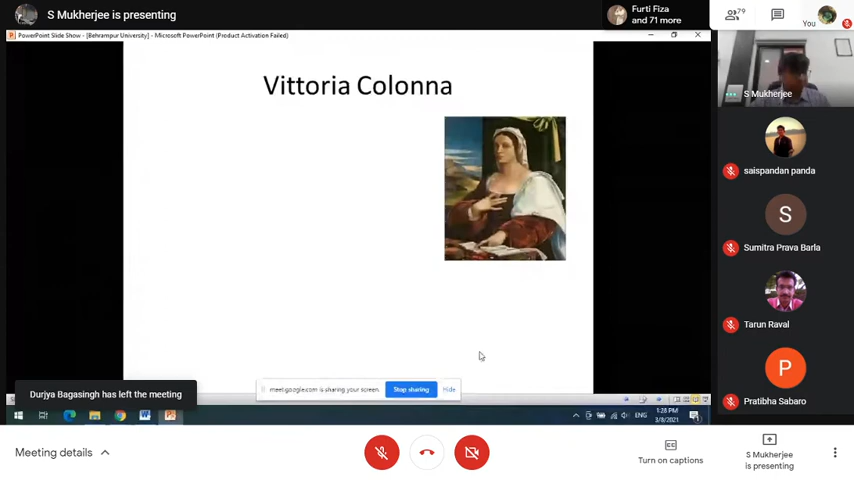 S Mukherjee is presenting
Furti Fiza
and 71 more
79
You
PowerPoint Slide Show - [Behrampur University] - Microsoft PowerPoint (Product Activation Failed)
Vittoria Colonna
S Mukherjee
saispandan panda
S
Sumitra Prava Barla
Tarun Raval
P
Pratibha Sabaro
meet.google.com is sharing your screen.
Stop sharing
Hide
Durjya Bagasingh has left the meeting
ENG
1:28 PM
3/8/2021
Meeting details
Turn on captions
S Mukherjee
is presenting